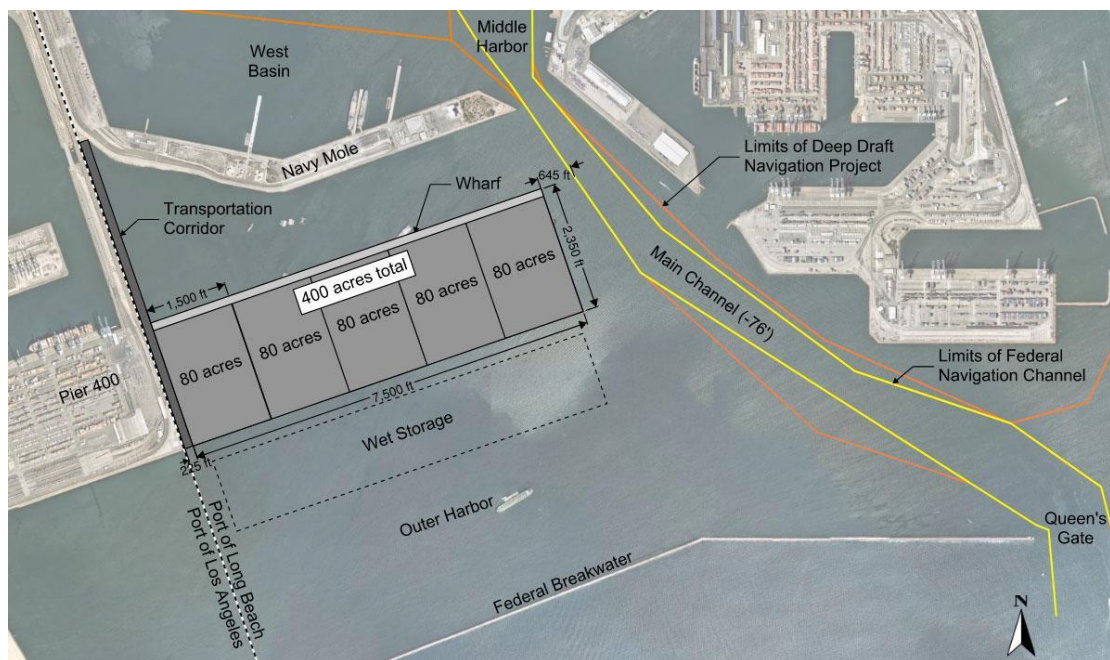 Middle
Harbor
West
Basin
Navy Mole
Limits of Deep Draft
Navigation Project
645 ft
Wharf
Transportation
Corridor
2,350 ft
1,500 ft
400 acres total
80 acres
80 acres
80 acres
80 acres
80 acres
Main Channel (-76')
Pier 400
7,500 ft
Limits of Federal
Navigation Channel
Wet Storage
225 ft
Outer Harbor
Queen's
Gate
Port of Long Beach
Port of Los Angeles
Federal Breakwater
N